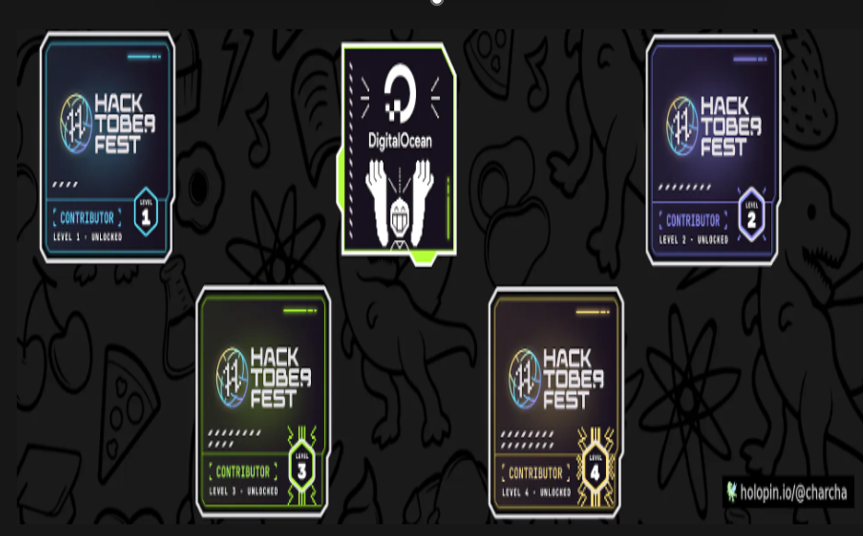 HACK
TOBER
FEST
CONTRIBUTOR
LEVEL
1
LEVEL 1 - UNLOCKED
DigitalOcean
HACK
TOBER
FEST
CONTRIBUTOR
LEVEL
2
LEVEL 2 - UNLOCKED
HACK
TOBER
FEST
CONTRIBUTOR
LEVEL
3
LEVEL 3 - UNLOCKED
HACK
TOBER
FEST
CONTRIBUTOR
LEVEL
4
LEVEL 4 - UNLOCKED
holopin.io/@charcha